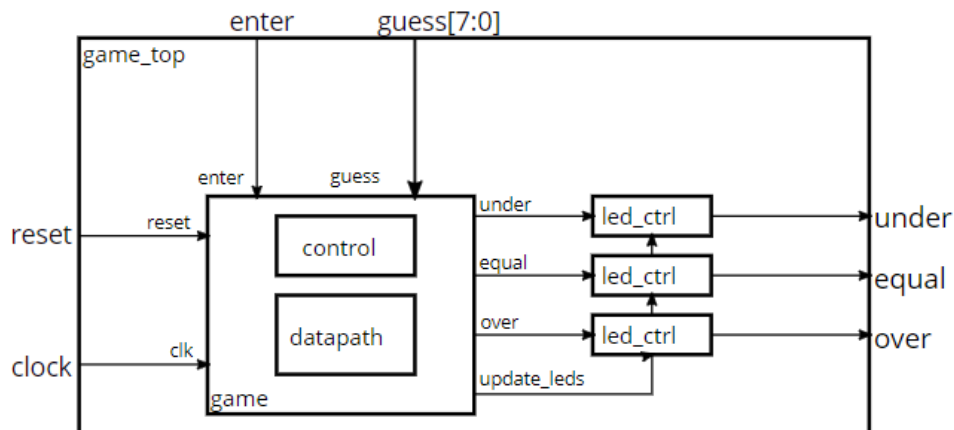 enter guess[7:0]
game_top
enter guess
reset reset under led_ctrl under
control
equal led_ctrl equal
over led_ctrl over
datapath
clock clk
update_leds
game